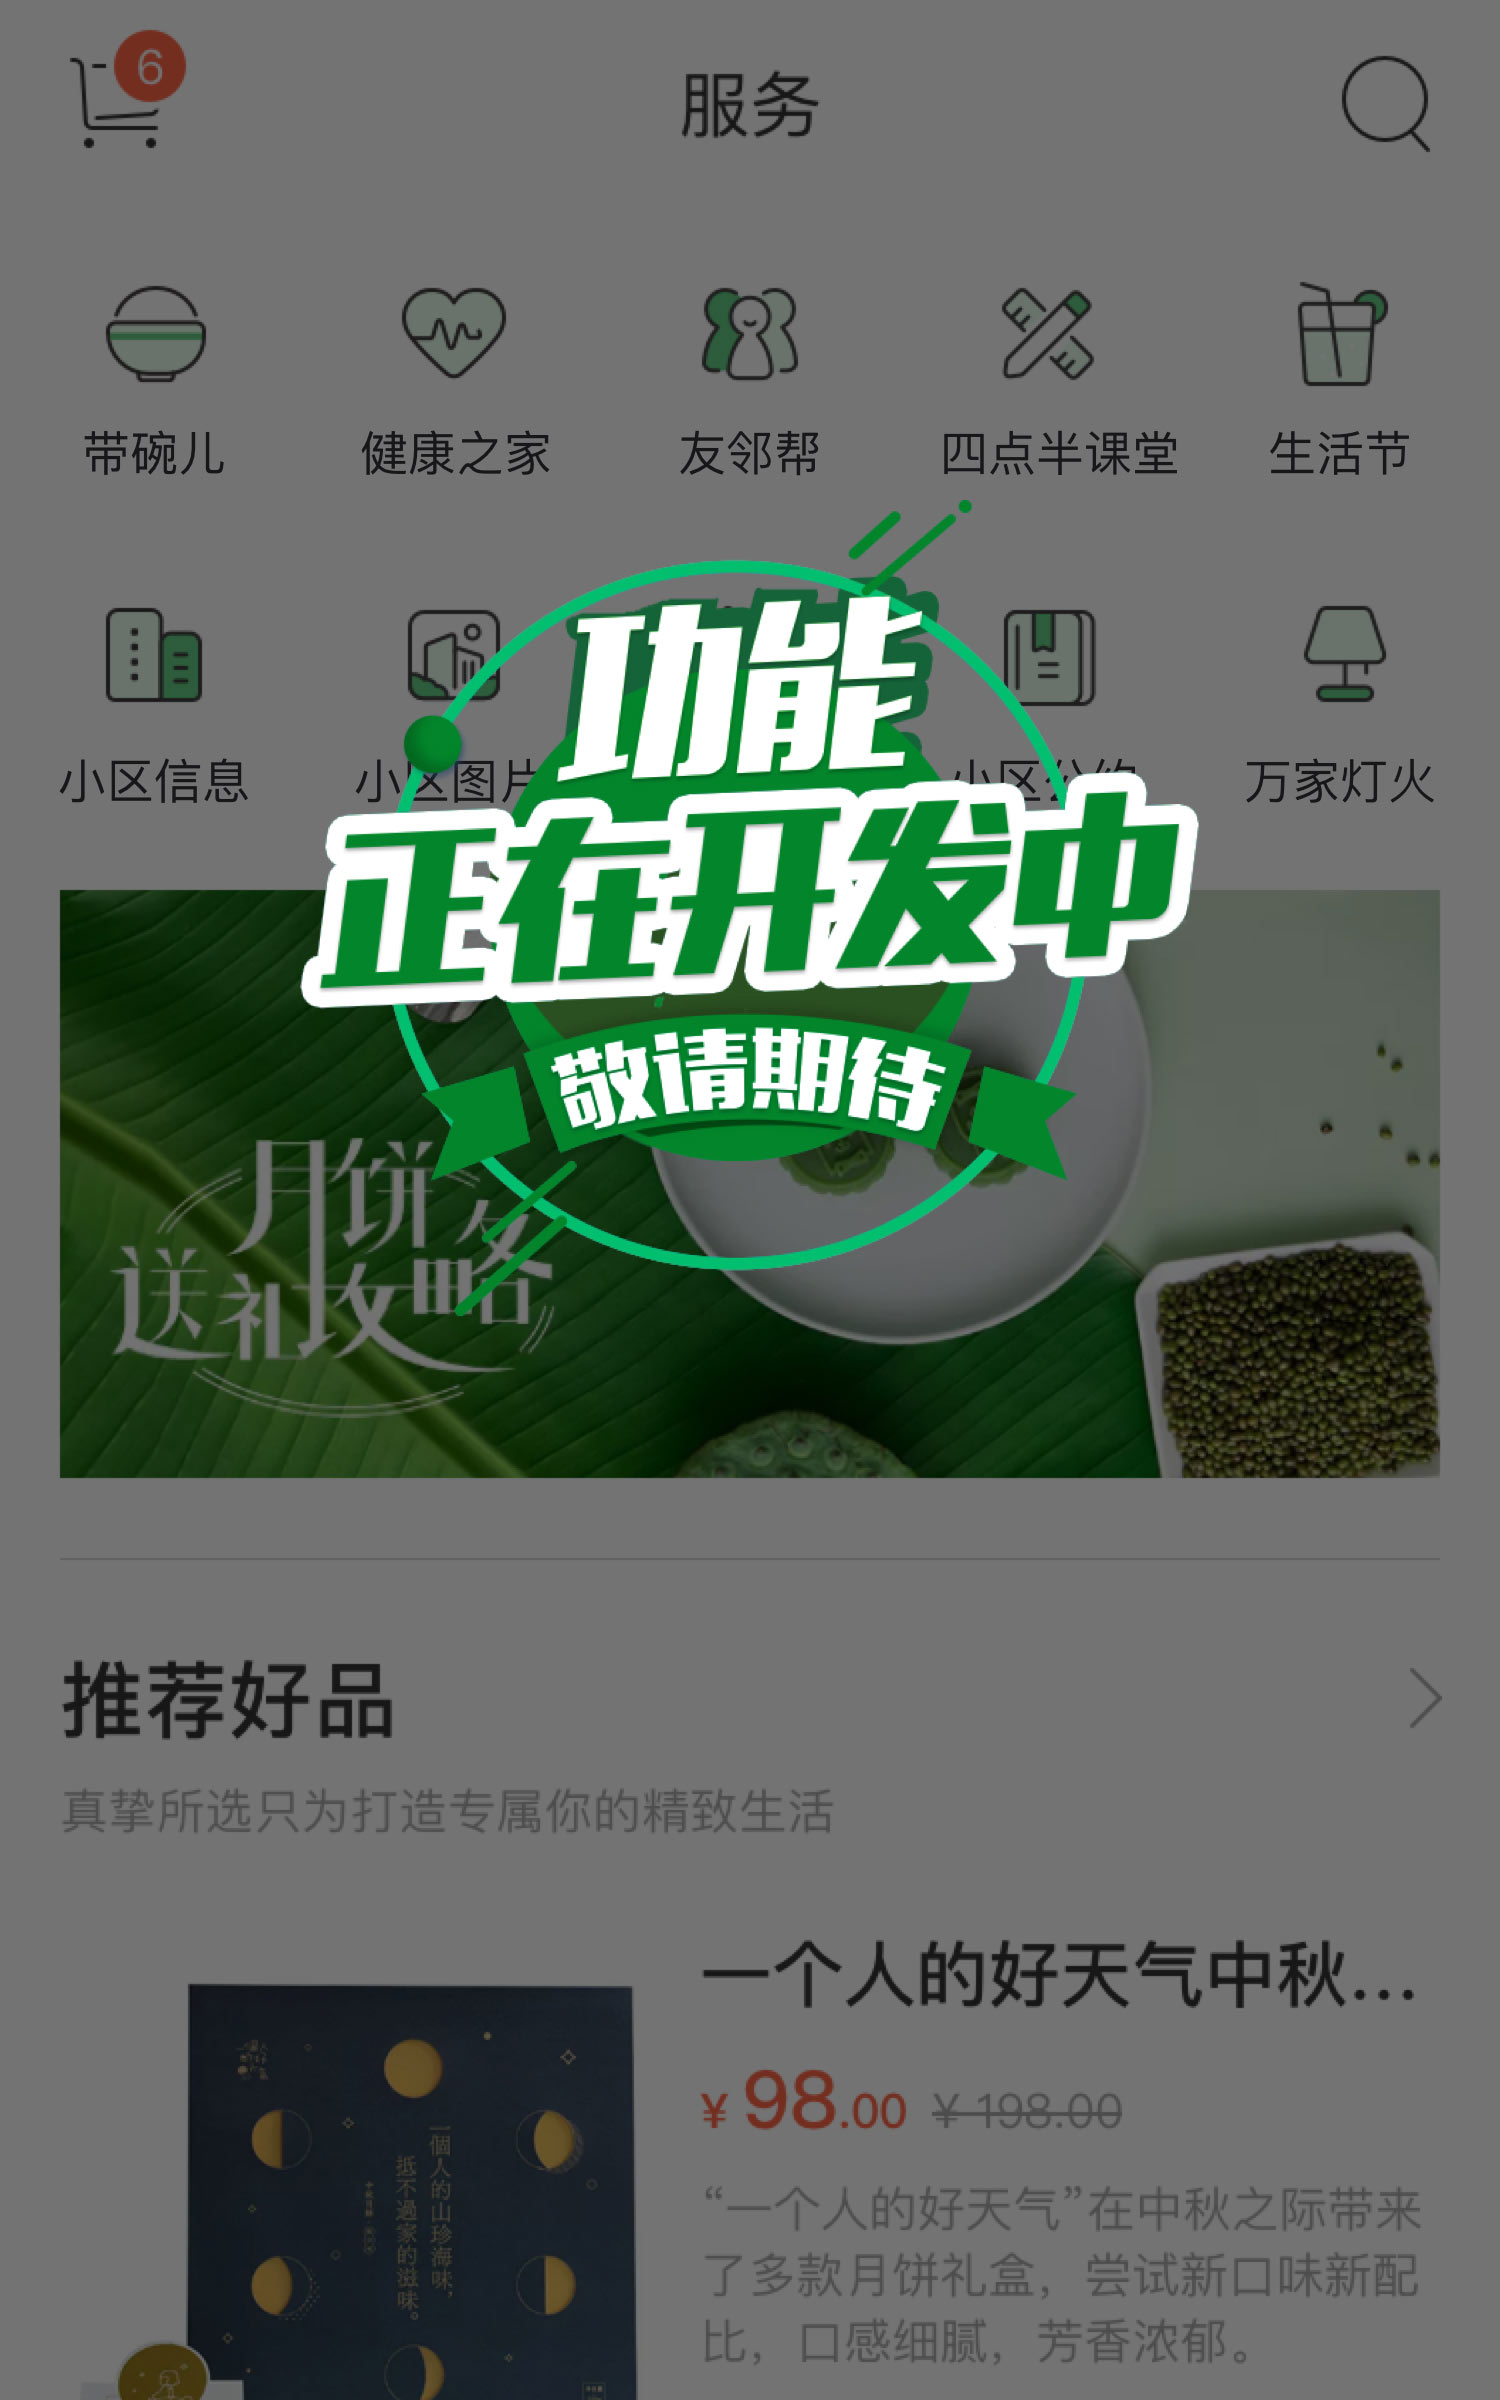 6
服务
带碗儿
健康之家
友邻帮
四点半课堂
生活节
小区信息
小区图片
小区公约
万家灯火
功能
正在开发中
敬请期待
月饼
送礼攻略
推荐好品
真挚所选只为打造专属你的精致生活
一个人的好天气中秋...
¥98.00 ¥198.00
“一个人的好天气”在中秋之际带来
了多款月饼礼盒，尝试新口味新配
比，口感细腻，芳香浓郁。
一個人的山珍海味，
抵不過家的滋味。